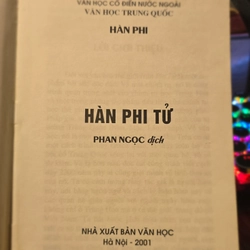 VĂN HỌC CỔ ĐIỂN NƯỚC NGOÀI
VĂN HỌC TRUNG QUỐC
HÀN PHI
HÀN PHI TỬ
PHAN NGỌC dịch
NHÀ XUẤT BẢN VĂN HỌC
Hà Nội - 2001